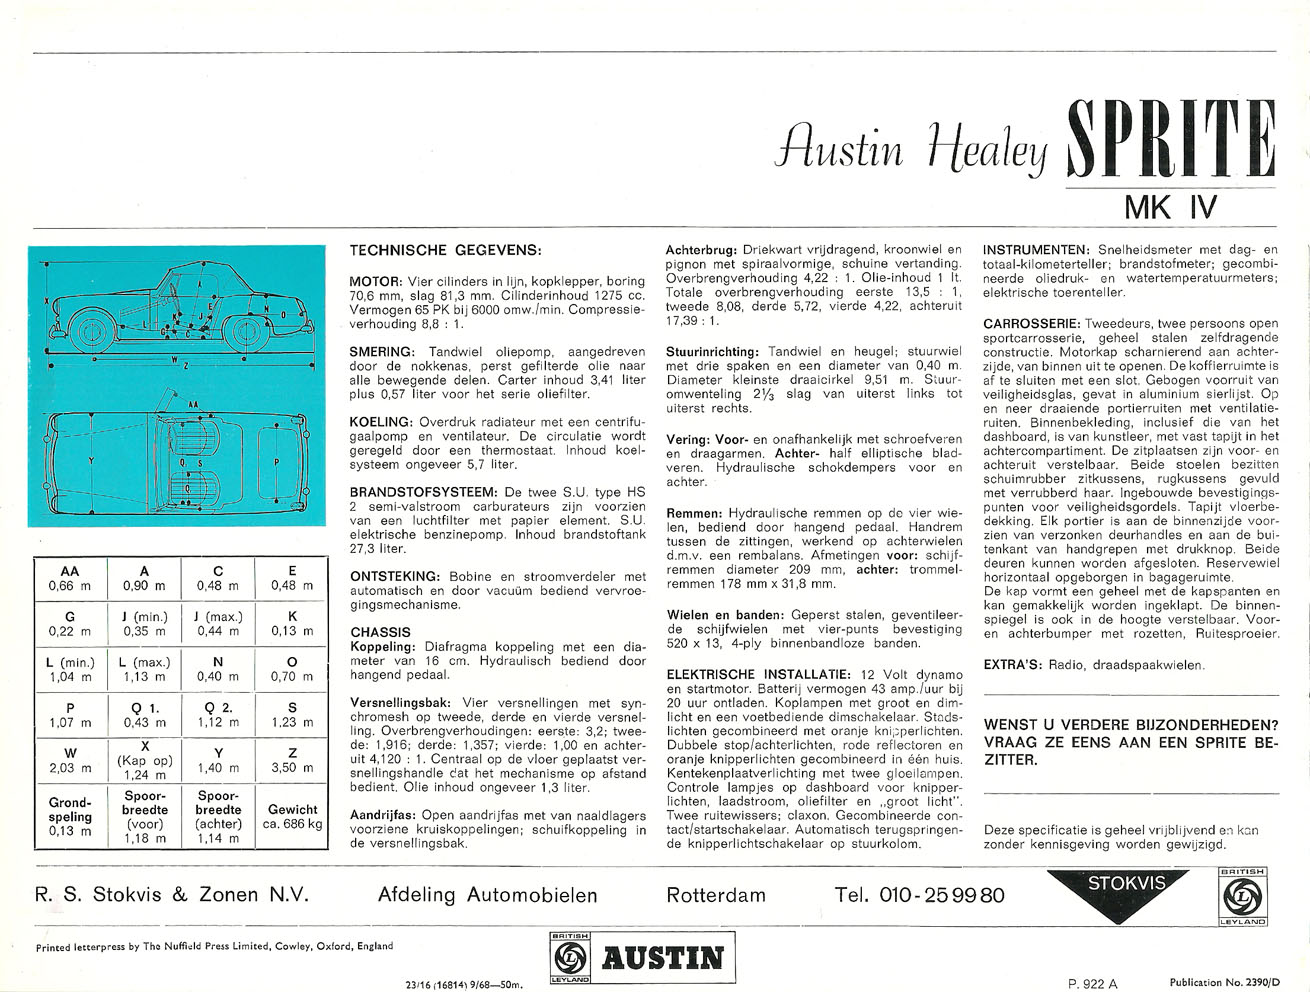 Austin Healey SPRITE
MK IV
X
A
E
J
K
L
G
C
N
O
W
Z
AA
Y
Q S
Q
P
AA A C E
0,66 m 0,90 m 0,48 m 0,48 m
G J (min.) J (max.) K
0,22 m 0,35 m 0,44 m 0,13 m
L (min.) L (max.) N O
1,04 m 1,13 m 0,40 m 0,70 m
P Q 1. Q 2. S
1,07 m 0,43 m 1,12 m 1,23 m
W X (Kap op) Y Z
2,03 m 1,24 m 1,40 m 3,50 m
Grond- Spoor- Spoor- Gewicht
speling breedte breedte ca. 686 kg
0,13 m (voor) (achter)
1,18 m 1,14 m
TECHNISCHE GEGEVENS:
MOTOR: Vier cilinders in lijn, kopklepper, boring
70,6 mm, slag 81,3 mm. Cilinderinhoud 1275 cc.
Vermogen 65 PK bij 6000 omw./min. Compressie-
verhouding 8,8 : 1.
SMERING: Tandwiel oliepomp, aangedreven
door de nokkenas, perst gefilterde olie naar
alle bewegende delen. Carter inhoud 3,41 liter
plus 0,57 liter voor het serie oliefilter.
KOELING: Overdruk radiateur met een centrifu-
gaalpomp en ventilateur. De circulatie wordt
geregeld door een thermostaat. Inhoud koel-
systeem ongeveer 5,7 liter.
BRANDSTOFSYSTEEM: De twee S.U. type HS
2 semi-valstroom carburateurs zijn voorzien
van een luchtfilter met papier element. S.U.
elektrische benzinepomp. Inhoud brandstoftank
27,3 liter.
ONTSTEKING: Bobine en stroomverdeler met
automatisch en door vacuüm bediend vervroe-
gingsmechanisme.
CHASSIS
Koppeling: Diafragma koppeling met een dia-
meter van 16 cm. Hydraulisch bediend door
hangend pedaal.
Versnellingsbak: Vier versnellingen met syn-
chromesh op tweede, derde en vierde versnel-
ling. Overbrengverhoudingen: eerste: 3,2; twee-
de: 1,916; derde: 1,357; vierde: 1,00 en achter-
uit 4,120 : 1. Centraal op de vloer geplaatst ver-
snellingshandle dat het mechanisme op afstand
bedient. Olie inhoud ongeveer 1,3 liter.
Aandrijfas: Open aandrijfas met van naaldlagers
voorziene kruiskoppelingen; schuifkoppeling in
de versnellingsbak.
Achterbrug: Driekwart vrijdragend, kroonwiel en
pignon met spiraalvormige, schuine vertanding.
Overbrengverhouding 4,22 : 1. Olie-inhoud 1 lt.
Totale overbrengverhouding eerste 13,5 : 1,
tweede 8,08, derde 5,72, vierde 4,22, achteruit
17,39 : 1.
Stuurinrichting: Tandwiel en heugel; stuurwiel
met drie spaken en een diameter van 0,40 m.
Diameter kleinste draaicirkel 9,51 m. Stuur-
omwenteling 2⅓ slag van uiterst links tot
uiterst rechts.
Vering: Voor- en onafhankelijk met schroefveren
en draagarmen. Achter- half elliptische blad-
veren. Hydraulische schokdempers voor en
achter.
Remmen: Hydraulische remmen op de vier wie-
len, bediend door hangend pedaal. Handrem
tussen de zittingen, werkend op achterwielen
d.m.v. een rembalans. Afmetingen voor: schijf-
remmen diameter 209 mm, achter: trommel-
remmen 178 mm x 31,8 mm.
Wielen en banden: Geperst stalen, geventileer-
de schijfwielen met vier-punts bevestiging
520 x 13, 4-ply binnenbandloze banden.
ELEKTRISCHE INSTALLATIE: 12 Volt dynamo
en startmotor. Batterij vermogen 43 amp./uur bij
20 uur ontladen. Koplampen met groot en dim-
licht en een voetbediende dimschakelaar. Stads-
lichten gecombineerd met oranje knipperlichten.
Dubbele stop/achterlichten, rode reflectoren en
oranje knipperlichten gecombineerd in één huis.
Kentekenplaatverlichting met twee gloeilampen.
Controle lampjes op dashboard voor knipper-
lichten, laadstroom, oliefilter en „groot licht”.
Twee ruitewissers; claxon. Gecombineerde con-
tact/startschakelaar. Automatisch terugspringen-
de knipperlichtschakelaar op stuurkolom.
INSTRUMENTEN: Snelheidsmeter met dag- en
totaal-kilometerteller; brandstofmeter; gecombi-
neerde oliedruk- en watertemperatuurmeters;
elektrische toerenteller.
CARROSSERIE: Tweedeurs, twee persoons open
sportcarrosserie, geheel stalen zelfdragende
constructie. Motorkap scharnierend aan achter-
zijde, van binnen uit te openen. De koffierruimte is
af te sluiten met een slot. Gebogen voorruit van
veiligheidsglas, gevat in aluminium sierlijst. Op
en neer draaiende portierruiten met ventilatie-
ruiten. Binnenbekleding, inclusief die van het
dashboard, is van kunstleer, met vast tapijt in het
achtercompartiment. De zitplaatsen zijn voor- en
achteruit verstelbaar. Beide stoelen bezitten
schuimrubber zitkussens, rugkussens gevuld
met verrubberd haar. Ingebouwde bevestigings-
punten voor veiligheidsgordels. Tapijt vloerbe-
dekking. Elk portier is aan de binnenzijde voor-
zien van verzonken deurhandles en aan de bui-
tenkant van handgrepen met drukknop. Beide
deuren kunnen worden afgesloten. Reservewiel
horizontaal opgeborgen in bagageruimte.
De kap vormt een geheel met de kapspanten en
kan gemakkelijk worden ingeklapt. De binnen-
spiegel is ook in de hoogte verstelbaar. Voor-
en achterbumper met rozetten, Ruitesproeier.
EXTRA'S: Radio, draadspaakwielen.
WENST U VERDERE BIJZONDERHEDEN?
VRAAG ZE EENS AAN EEN SPRITE BE-
ZITTER.
Deze specificatie is geheel vrijblijvend en kan
zonder kennisgeving worden gewijzigd.
R. S. Stokvis & Zonen N.V. Afdeling Automobielen Rotterdam Tel. 010-259980
STOKVIS
BRITISH
LEYLAND
Printed letterpress by The Nuffield Press Limited, Cowley, Oxford, England
BRITISH
LEYLAND
AUSTIN
23/16 (16814) 9/68—50m.
P. 922 A
Publication No. 2390/D